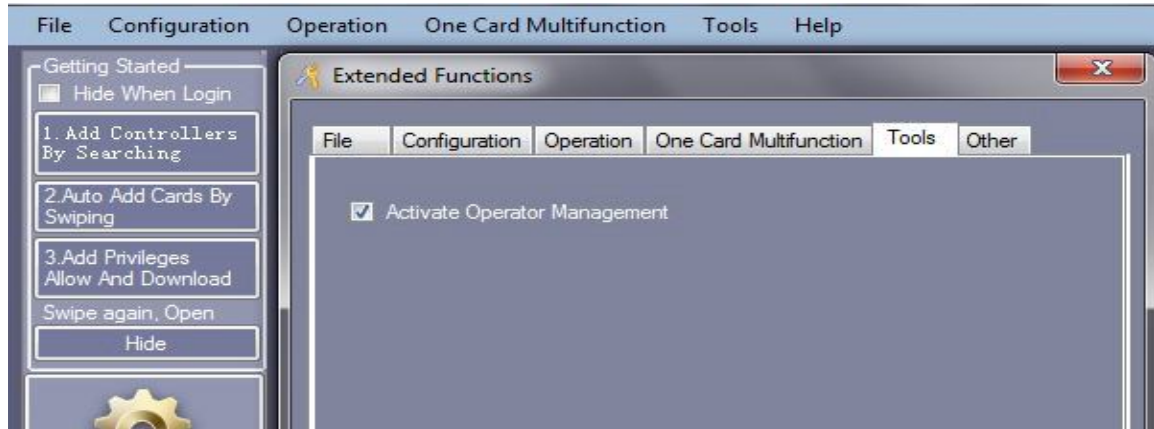 File Configuration Operation One Card Multifunction Tools Help
Getting Started
Hide When Login
1. Add Controllers
By Searching
2.Auto Add Cards By
Swiping
3.Add Privileges
Allow And Download
Swipe again, Open
Hide
Extended Functions
File Configuration Operation One Card Multifunction Tools Other
Activate Operator Management